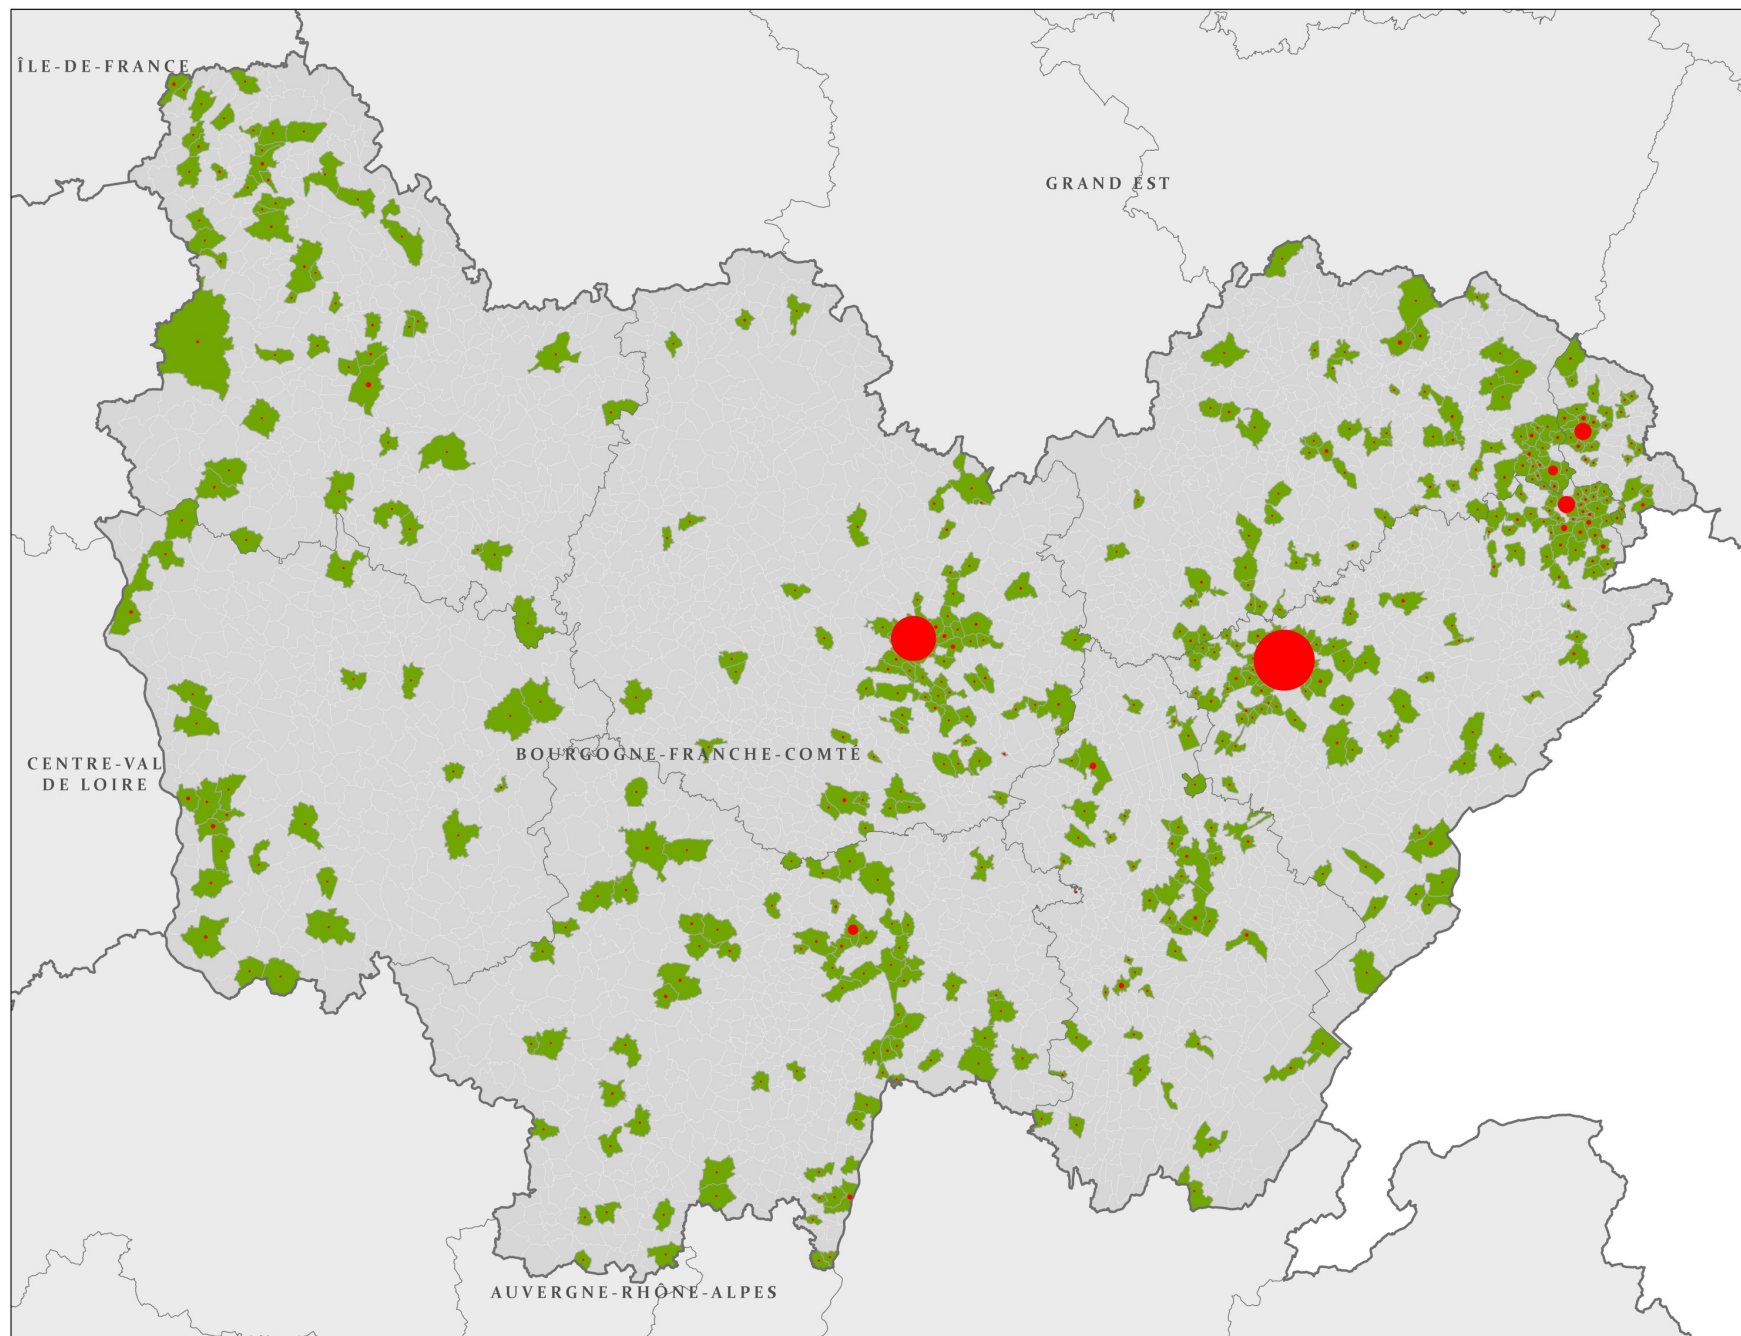 ÎLE-DE-FRANCE
GRAND EST
BOURGOGNE-FRANCHE-COMTÉ
CENTRE-VAL
DE LOIRE
AUVERGNE-RHÔNE-ALPES